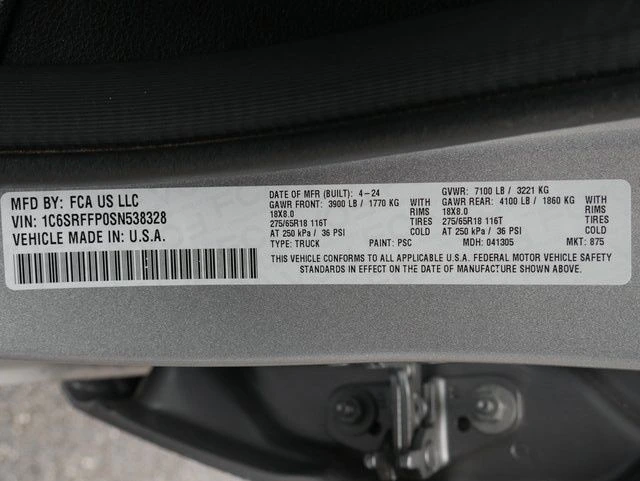 MFD BY: FCA US LLC
VIN: 1C6SRFFP0SN538328
VEHICLE MADE IN: U.S.A.
DATE OF MFR (BUILT): 4-24 GVWR: 7100 LB / 3221 KG
GAWR FRONT: 3900 LB / 1770 KG GAWR REAR: 4100 LB / 1860 KG
18X8.0 RIMS 18X8.0 RIMS
275/65R18 116T TIRES 275/65R18 116T TIRES
AT 250 kPa / 36 PSI COLD AT 250 kPa / 36 PSI COLD
TYPE: TRUCK PAINT: PSC MDH: 041305 MKT: 875
THIS VEHICLE CONFORMS TO ALL APPLICABLE U.S.A. FEDERAL MOTOR VEHICLE SAFETY
STANDARDS IN EFFECT ON THE DATE OF MANUFACTURE SHOWN ABOVE.